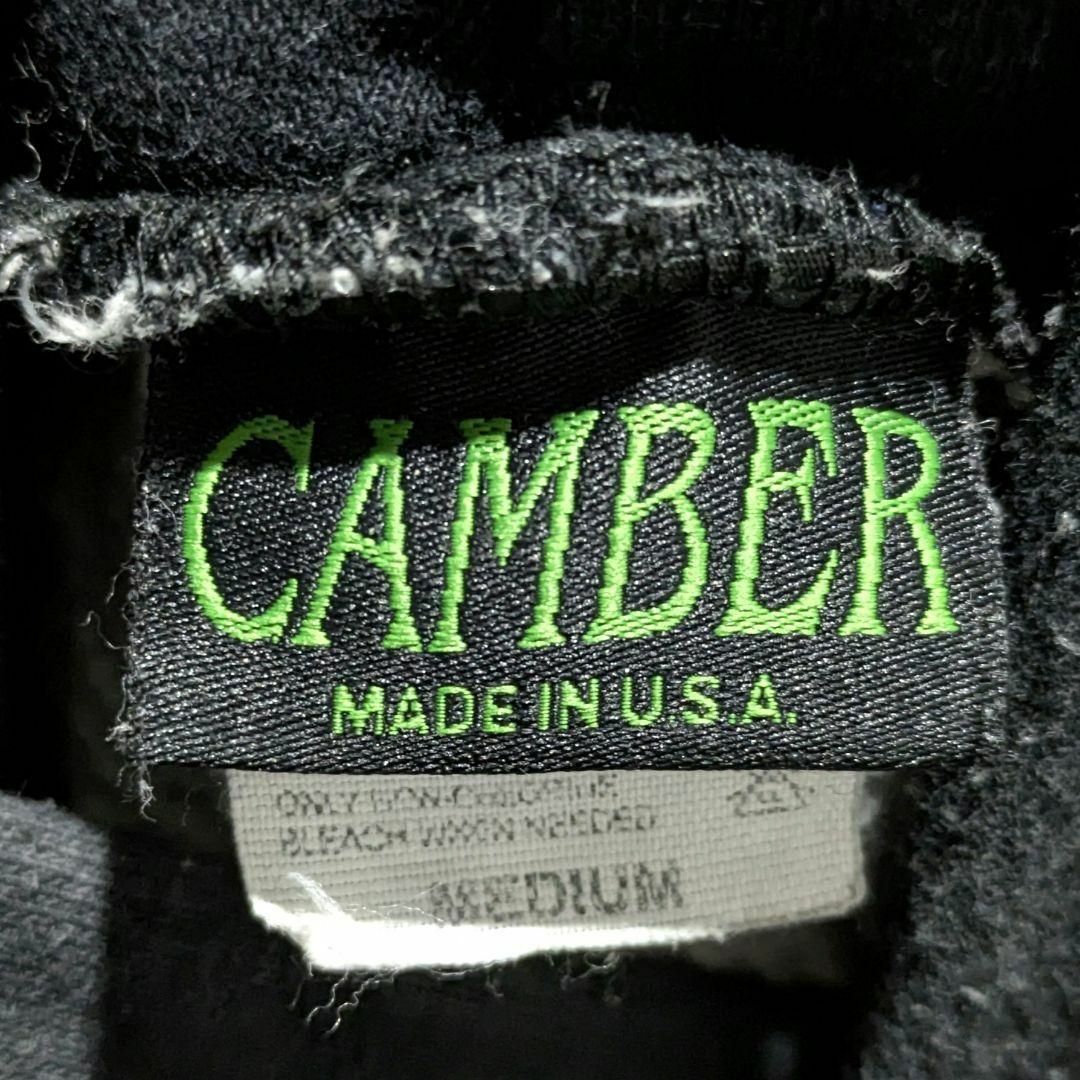 CAMBER
MADE IN U.S.A.
ONLY NON-CHLORINE
BLEACH WHEN NEEDED
MEDIUM